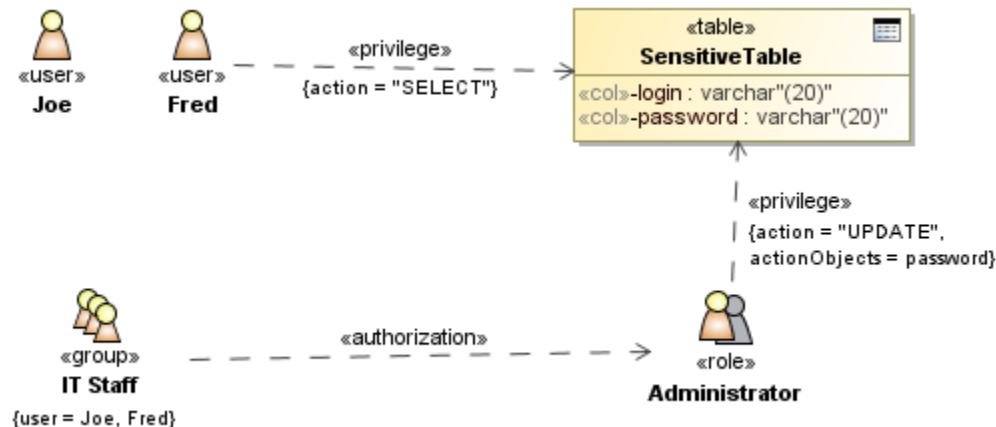 «user»
Joe
«user»
Fred
«privilege»
{action = "SELECT"}
«table»
SensitiveTable
«col»-login : varchar"(20)"
«col»-password : varchar"(20)"
«privilege»
{action = "UPDATE",
actionObjects = password}
«group»
IT Staff
{user = Joe, Fred}
«authorization»
«role»
Administrator